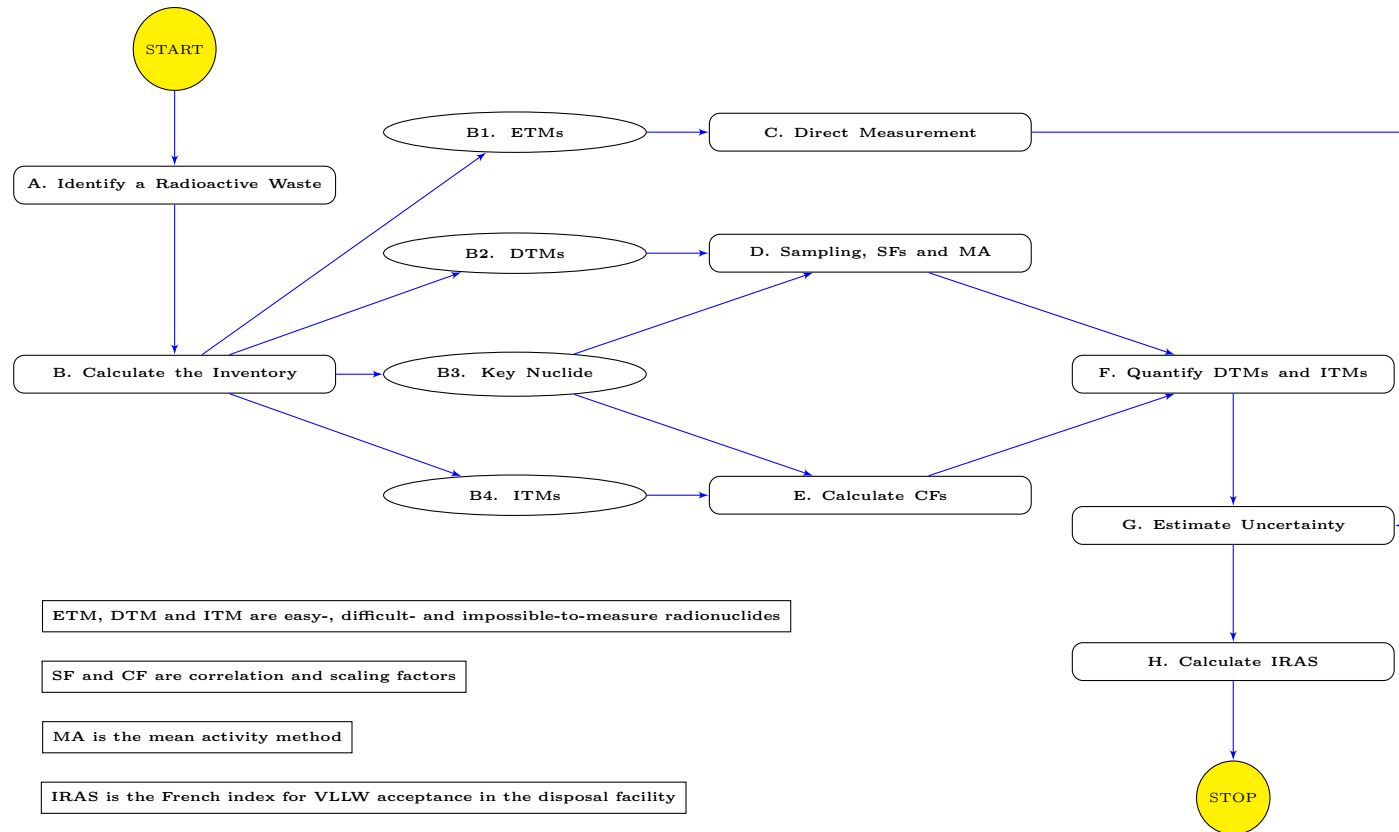 START
A. Identify a Radioactive Waste
B. Calculate the Inventory
B1. ETMs
B2. DTMs
B3. Key Nuclide
B4. ITMs
C. Direct Measurement
D. Sampling, SFs and MA
E. Calculate CFs
F. Quantify DTMs and ITMs
G. Estimate Uncertainty
H. Calculate IRAS
STOP
ETM, DTM and ITM are easy-, difficult- and impossible-to-measure radionuclides
SF and CF are correlation and scaling factors
MA is the mean activity method
IRAS is the French index for VLLW acceptance in the disposal facility